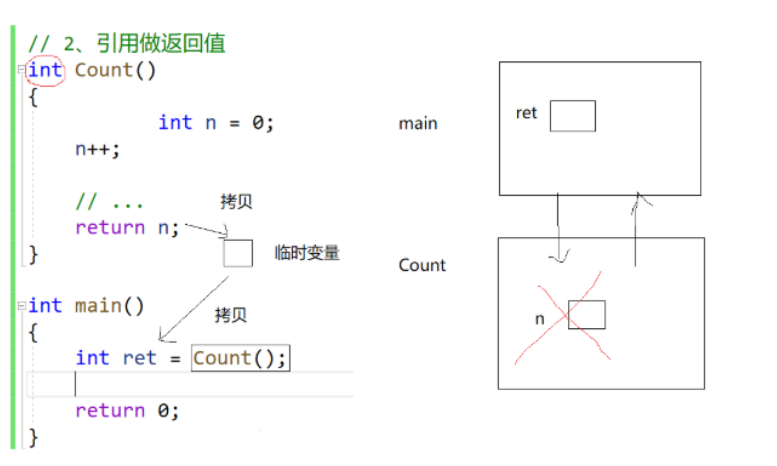 // 2、引用做返回值
int Count()
{
int n = 0;
n++;
// ...
return n;
}
拷贝
临时变量
拷贝
int main()
{
int ret = Count();
return 0;
}
main
ret
Count
n